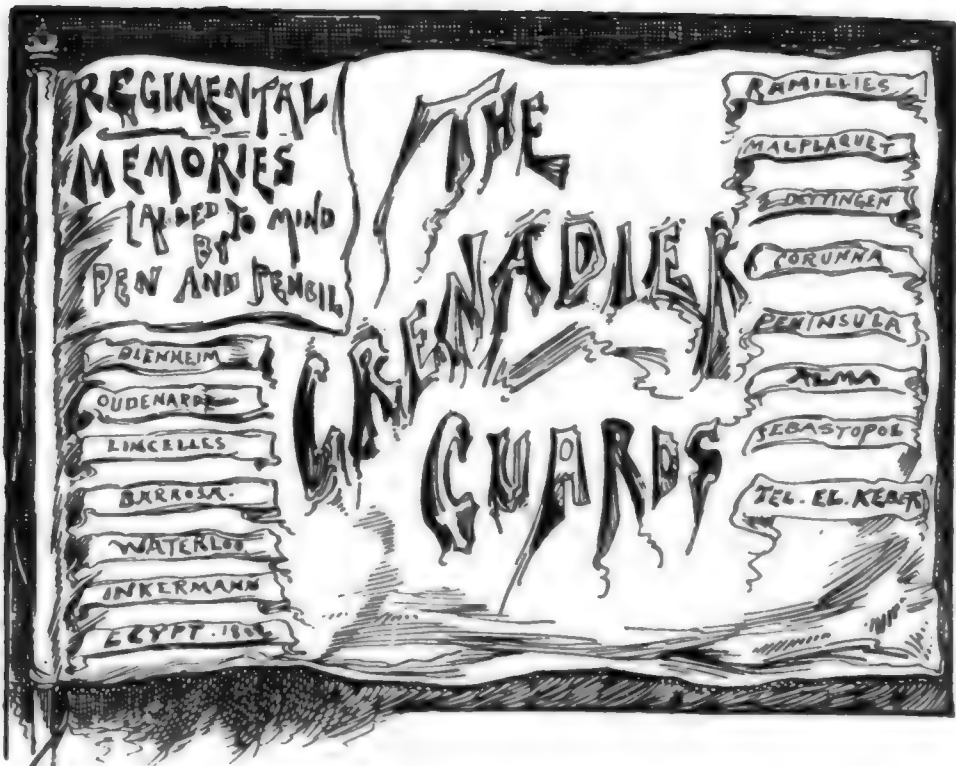 REGIMENTAL
MEMORIES
CALLED TO MIND
BY
PEN AND PENCIL
THE
GRENADIER
GUARDS
BLENHEIM
OUDENARDE
LINCELLES
BARROSA.
WATERLOO
INKERMANN
EGYPT.
RAMILLIES
MALPLAQUET
DETTINGEN
CORUNNA
PENINSULA
ALMA
SEBASTOPOL
TEL. EL. KEBER